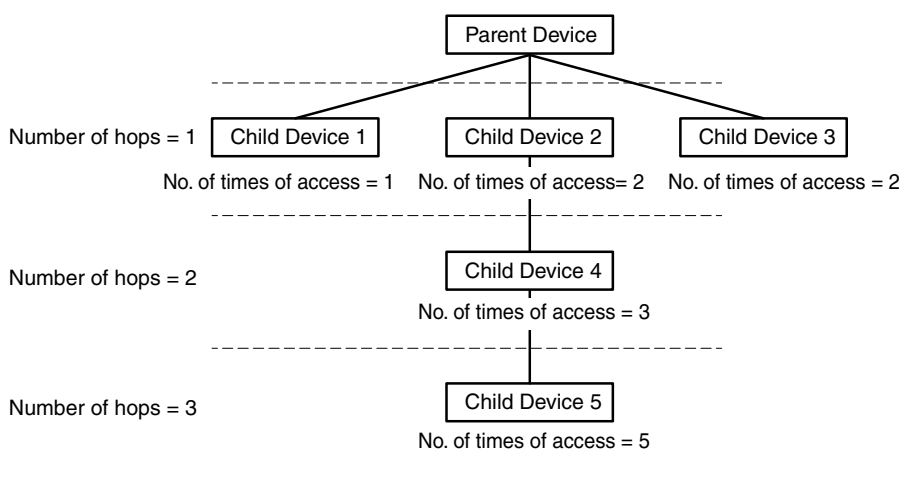 Parent Device
Number of hops = 1
Child Device 1
Child Device 2
Child Device 3
No. of times of access = 1
No. of times of access= 2
No. of times of access = 2
Number of hops = 2
Child Device 4
No. of times of access = 3
Number of hops = 3
Child Device 5
No. of times of access = 5